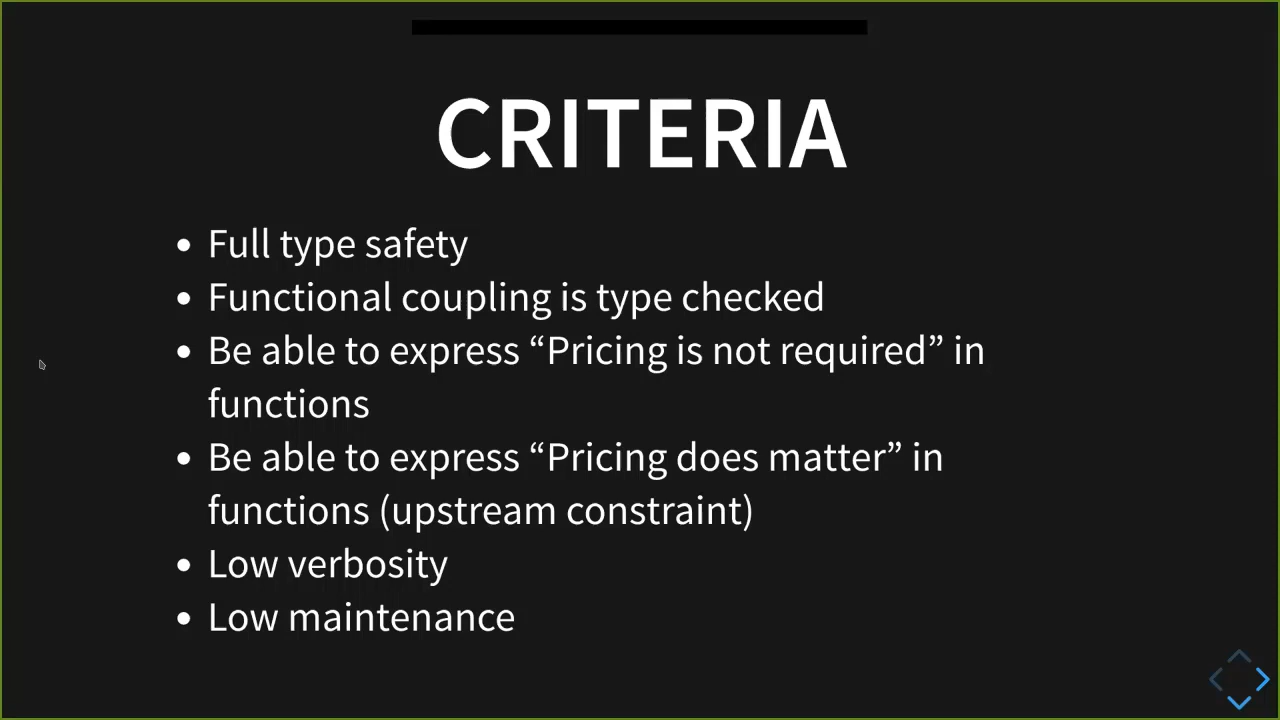 CRITERIA
• Full type safety
• Functional coupling is type checked
• Be able to express “Pricing is not required” in
functions
• Be able to express “Pricing does matter” in
functions (upstream constraint)
• Low verbosity
• Low maintenance